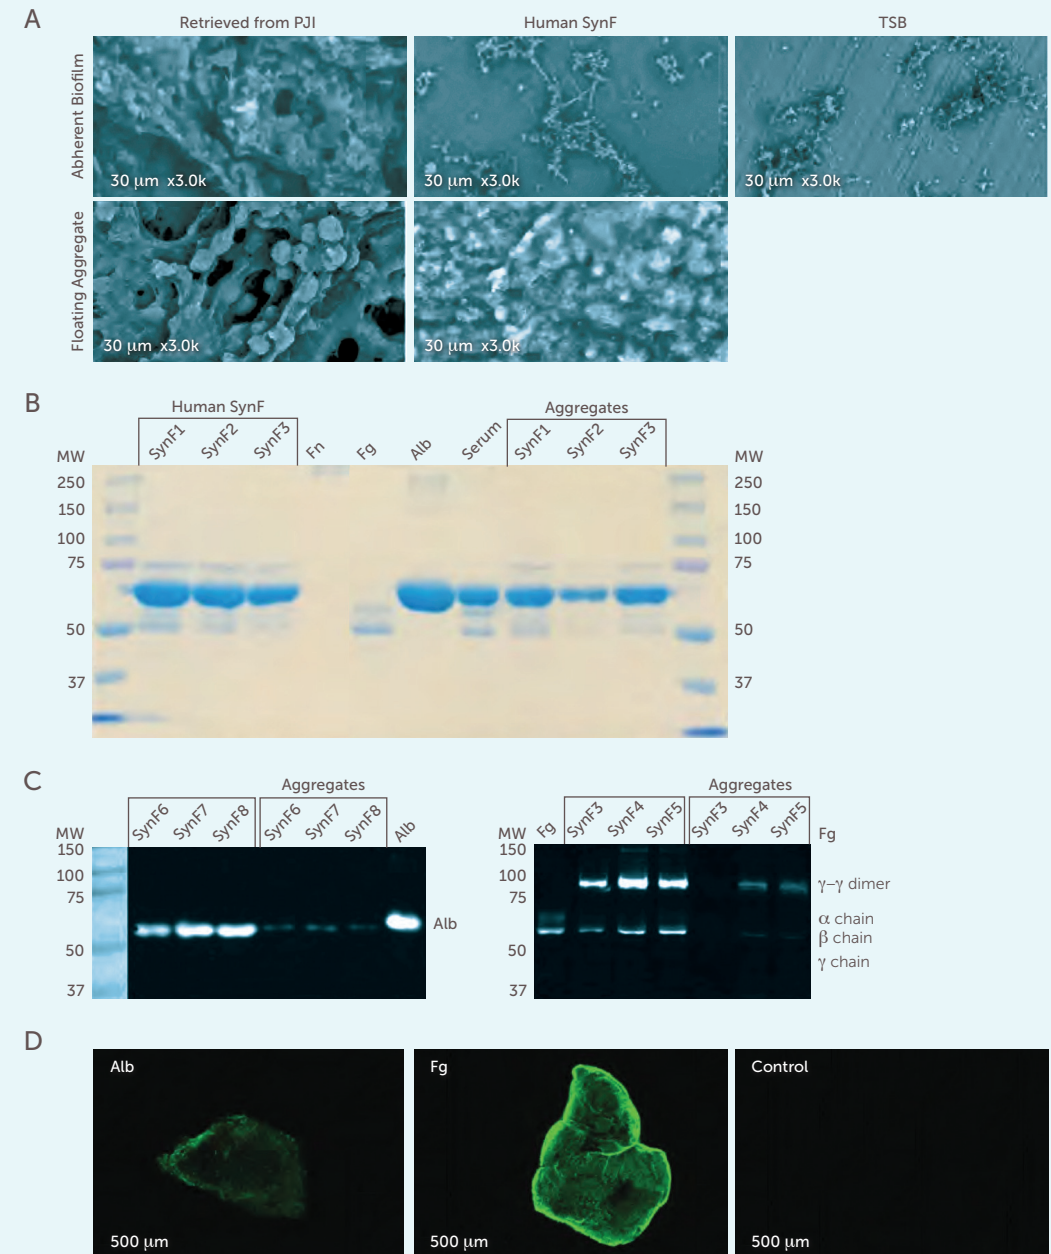 A
Retrieved from PJI
Human SynF
TSB
Abherent Biofilm
30 μm x3.0k
30 μm x3.0k
30 μm x3.0k
Floating Aggregate
30 μm x3.0k
30 μm x3.0k
B
Human SynF
Aggregates
MW
SynF1
SynF2
SynF3
Fn
Fg
Alb
Serum
SynF1
SynF2
SynF3
MW
250
150
100
75
50
37
250
150
100
75
50
37
C
Aggregates
MW
SynF6
SynF7
SynF8
SynF6
SynF7
SynF8
Alb
150
100
75
50
37
Alb
Aggregates
MW
Fg
SynF3
SynF4
SynF5
SynF3
SynF4
SynF5
Fg
150
100
75
50
37
γ–γ dimer
α chain
β chain
γ chain
D
Alb
500 μm
Fg
500 μm
Control
500 μm